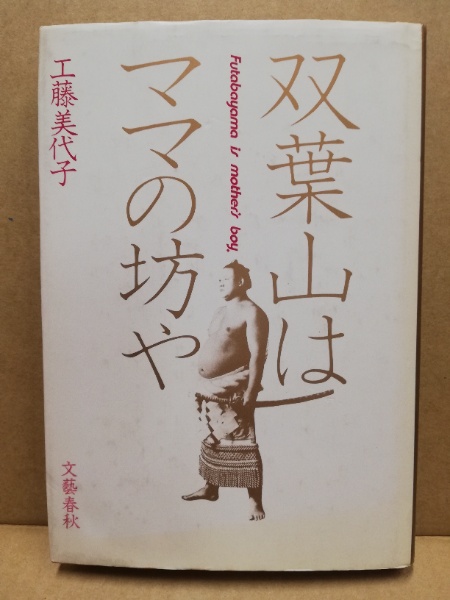 双葉山は
Futabayama is mother's boy,
ママの坊や
工藤美代子
文藝春秋